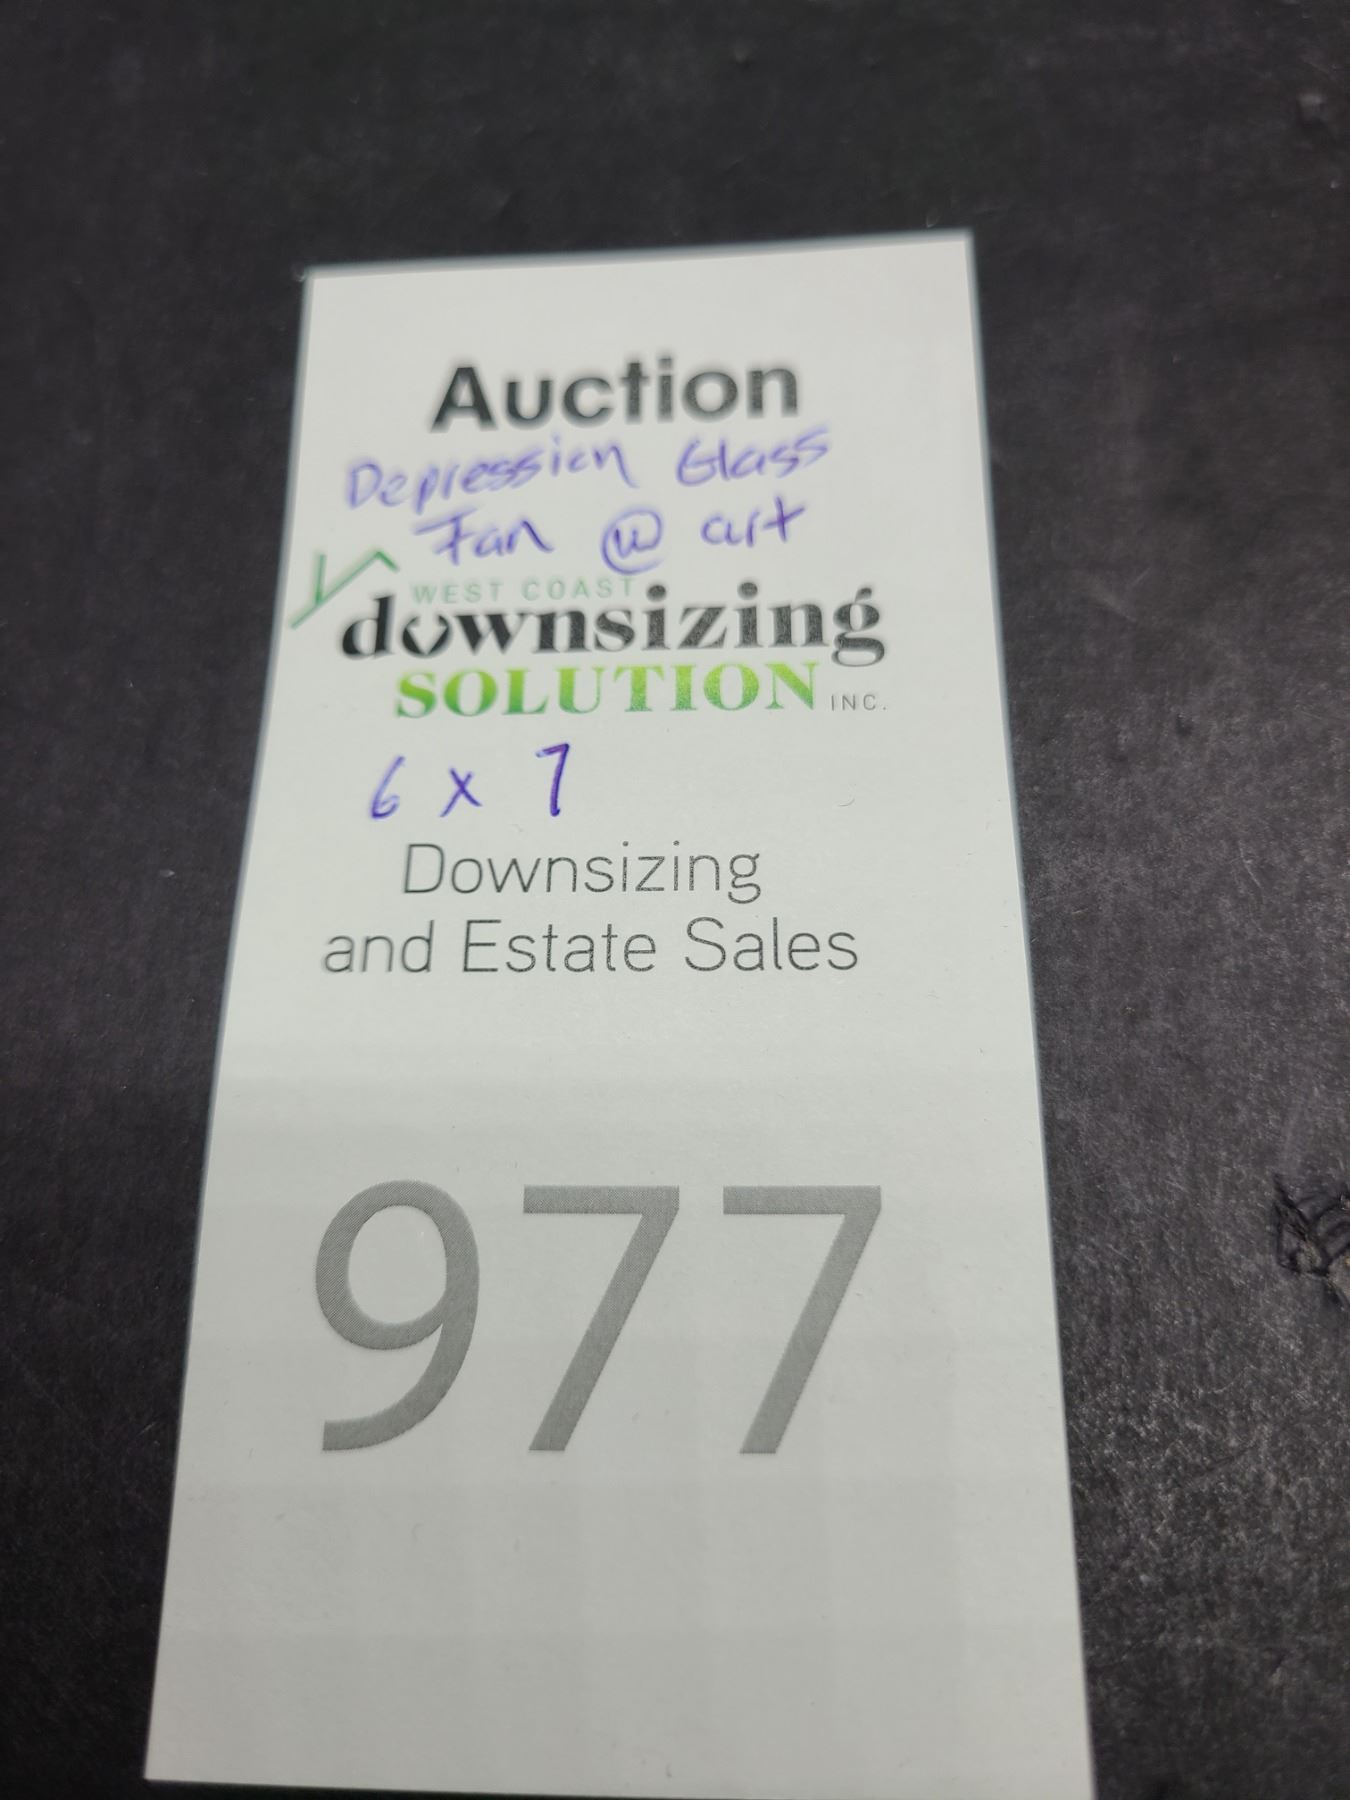 Auction
Depression Glass
Fan @ art
WEST COAST
downsizing
SOLUTION INC.
6 x 7
Downsizing
and Estate Sales
977